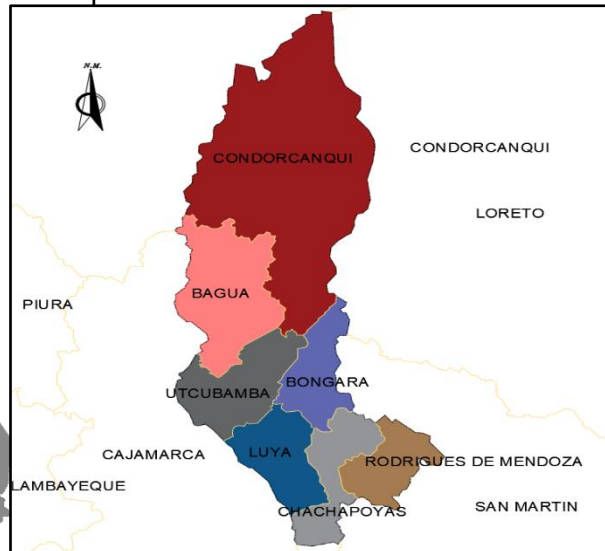 N.M.
CONDORCANQUI
CONDORCANQUI
LORETO
BAGUA
PIURA
UTCUBAMBA
BONGARA
CAJAMARCA
LUYA
RODRIGUES DE MENDOZA
LAMBAYEQUE
CHACHAPOYAS
SAN MARTIN